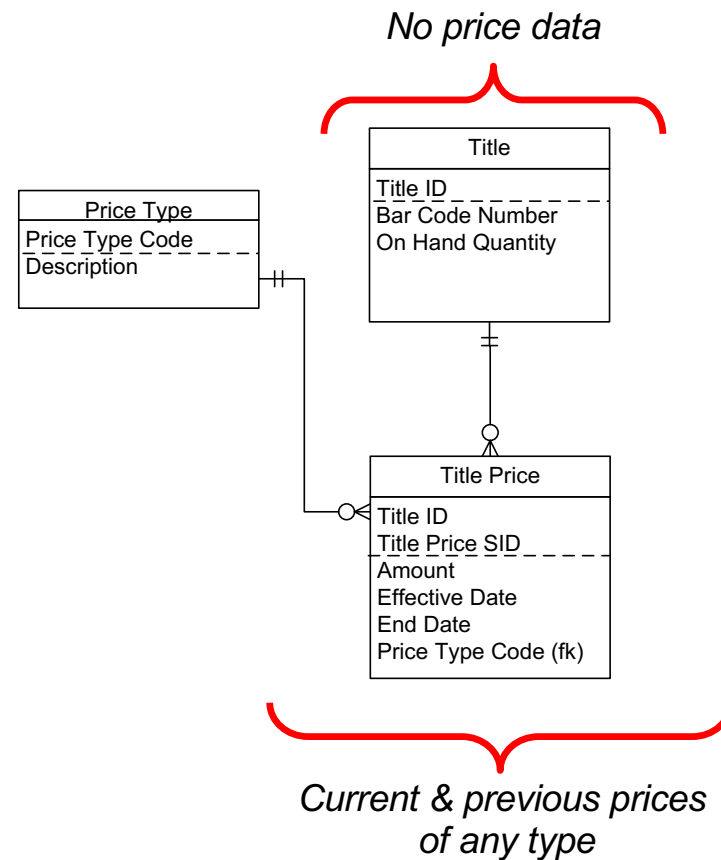 No price data
Title
Title ID
Bar Code Number
On Hand Quantity
Price Type
Price Type Code
Description
Title Price
Title ID
Title Price SID
Amount
Effective Date
End Date
Price Type Code (fk)
Current & previous prices
of any type